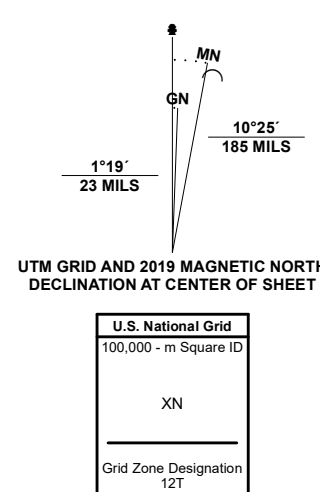 MN
GN
10°25´
185 MILS
1°19´
23 MILS
UTM GRID AND 2019 MAGNETIC NORTH
DECLINATION AT CENTER OF SHEET
U.S. National Grid
100,000 - m Square ID
XN
Grid Zone Designation
12T